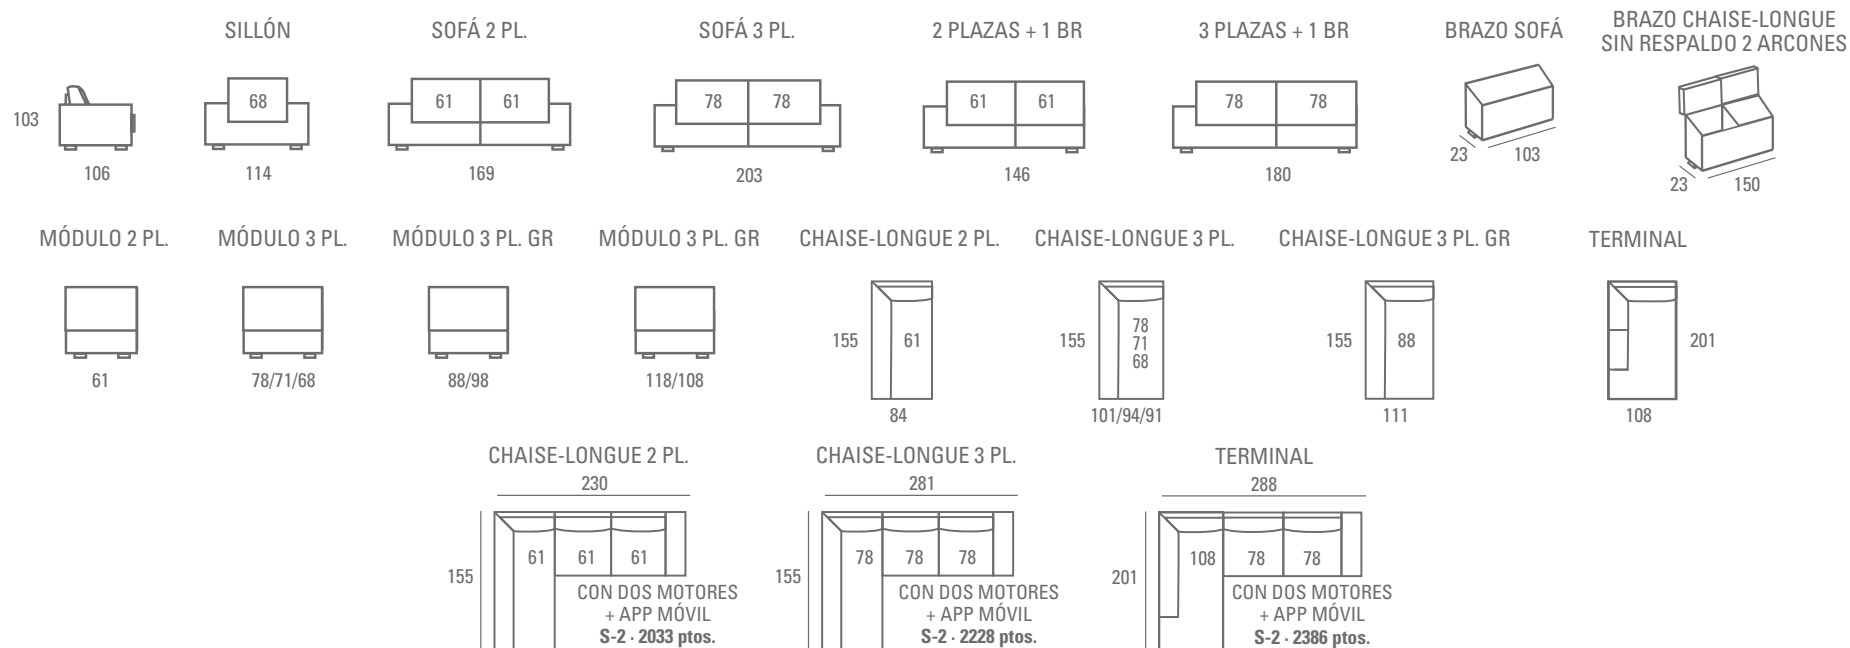 SILLÓN
SOFÁ 2 PL.
SOFÁ 3 PL.
2 PLAZAS + 1 BR
3 PLAZAS + 1 BR
BRAZO SOFÁ
BRAZO CHAISE-LONGUE
SIN RESPALDO 2 ARCONES
103
106
68
114
61 61
169
78 78
203
61 61
146
78 78
180
23 103
23 150
MÓDULO 2 PL.
MÓDULO 3 PL.
MÓDULO 3 PL. GR
MÓDULO 3 PL. GR
CHAISE-LONGUE 2 PL.
CHAISE-LONGUE 3 PL.
CHAISE-LONGUE 3 PL. GR
TERMINAL
61
78/71/68
88/98
118/108
155 61
84
155
78
71
68
101/94/91
155 88
111
201
108
CHAISE-LONGUE 2 PL.
230
155
61 61 61
CON DOS MOTORES
+ APP MÓVIL
S-2 · 2033 ptos.
CHAISE-LONGUE 3 PL.
281
155
78 78 78
CON DOS MOTORES
+ APP MÓVIL
S-2 · 2228 ptos.
TERMINAL
288
201
108 78 78
CON DOS MOTORES
+ APP MÓVIL
S-2 · 2386 ptos.